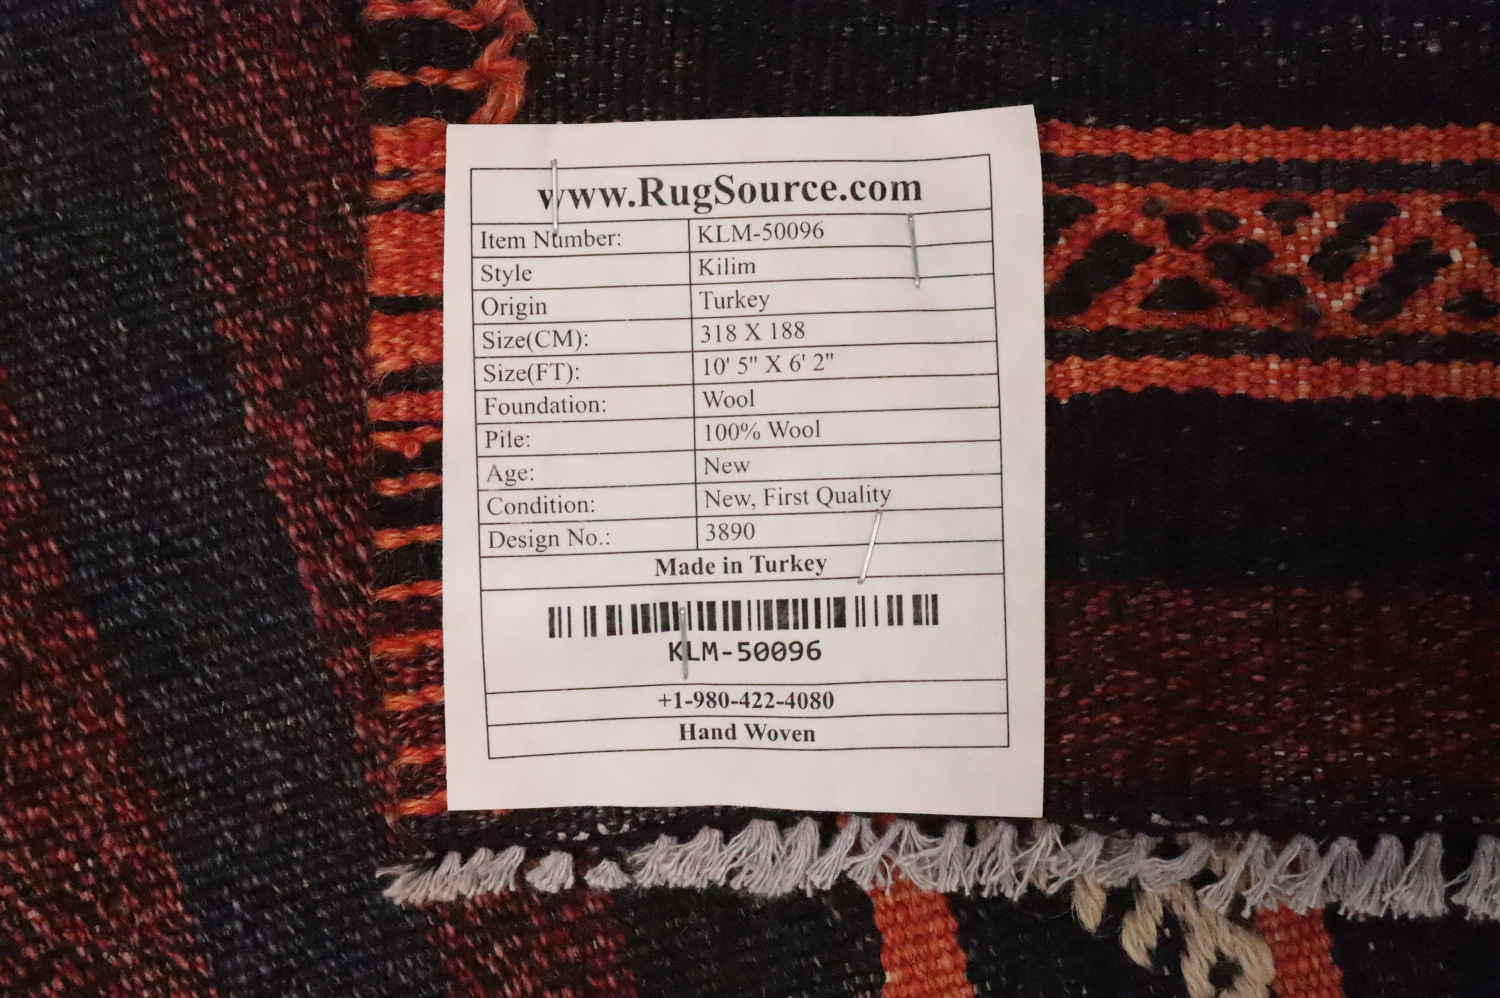 www.RugSource.com
Item Number: KLM-50096
Style Kilim
Origin Turkey
Size(CM): 318 X 188
Size(FT): 10' 5" X 6' 2"
Foundation: Wool
Pile: 100% Wool
Age: New
Condition: New, First Quality
Design No.: 3890
Made in Turkey
KLM-50096
+1-980-422-4080
Hand Woven